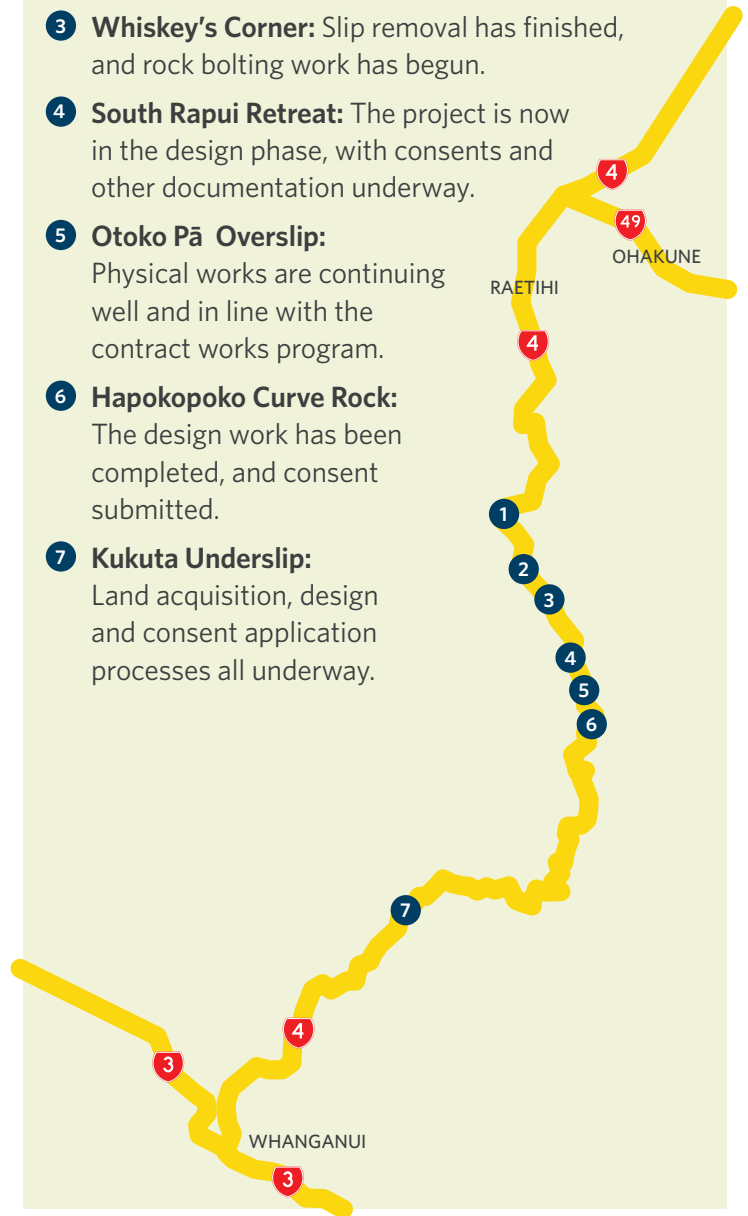 3 Whiskey's Corner: Slip removal has finished,
and rock bolting work has begun.
4 South Rapui Retreat: The project is now
in the design phase, with consents and
other documentation underway.
5 Otoko Pā Overslip:
Physical works are continuing
well and in line with the
contract works program.
6 Hapokopoko Curve Rock:
The design work has been
completed, and consent
submitted.
7 Kukuta Underslip:
Land acquisition, design
and consent application
processes all underway.
4
49
OHAKUNE
RAETIHI
4
1
2
3
4
5
6
7
4
3
WHANGANUI
3